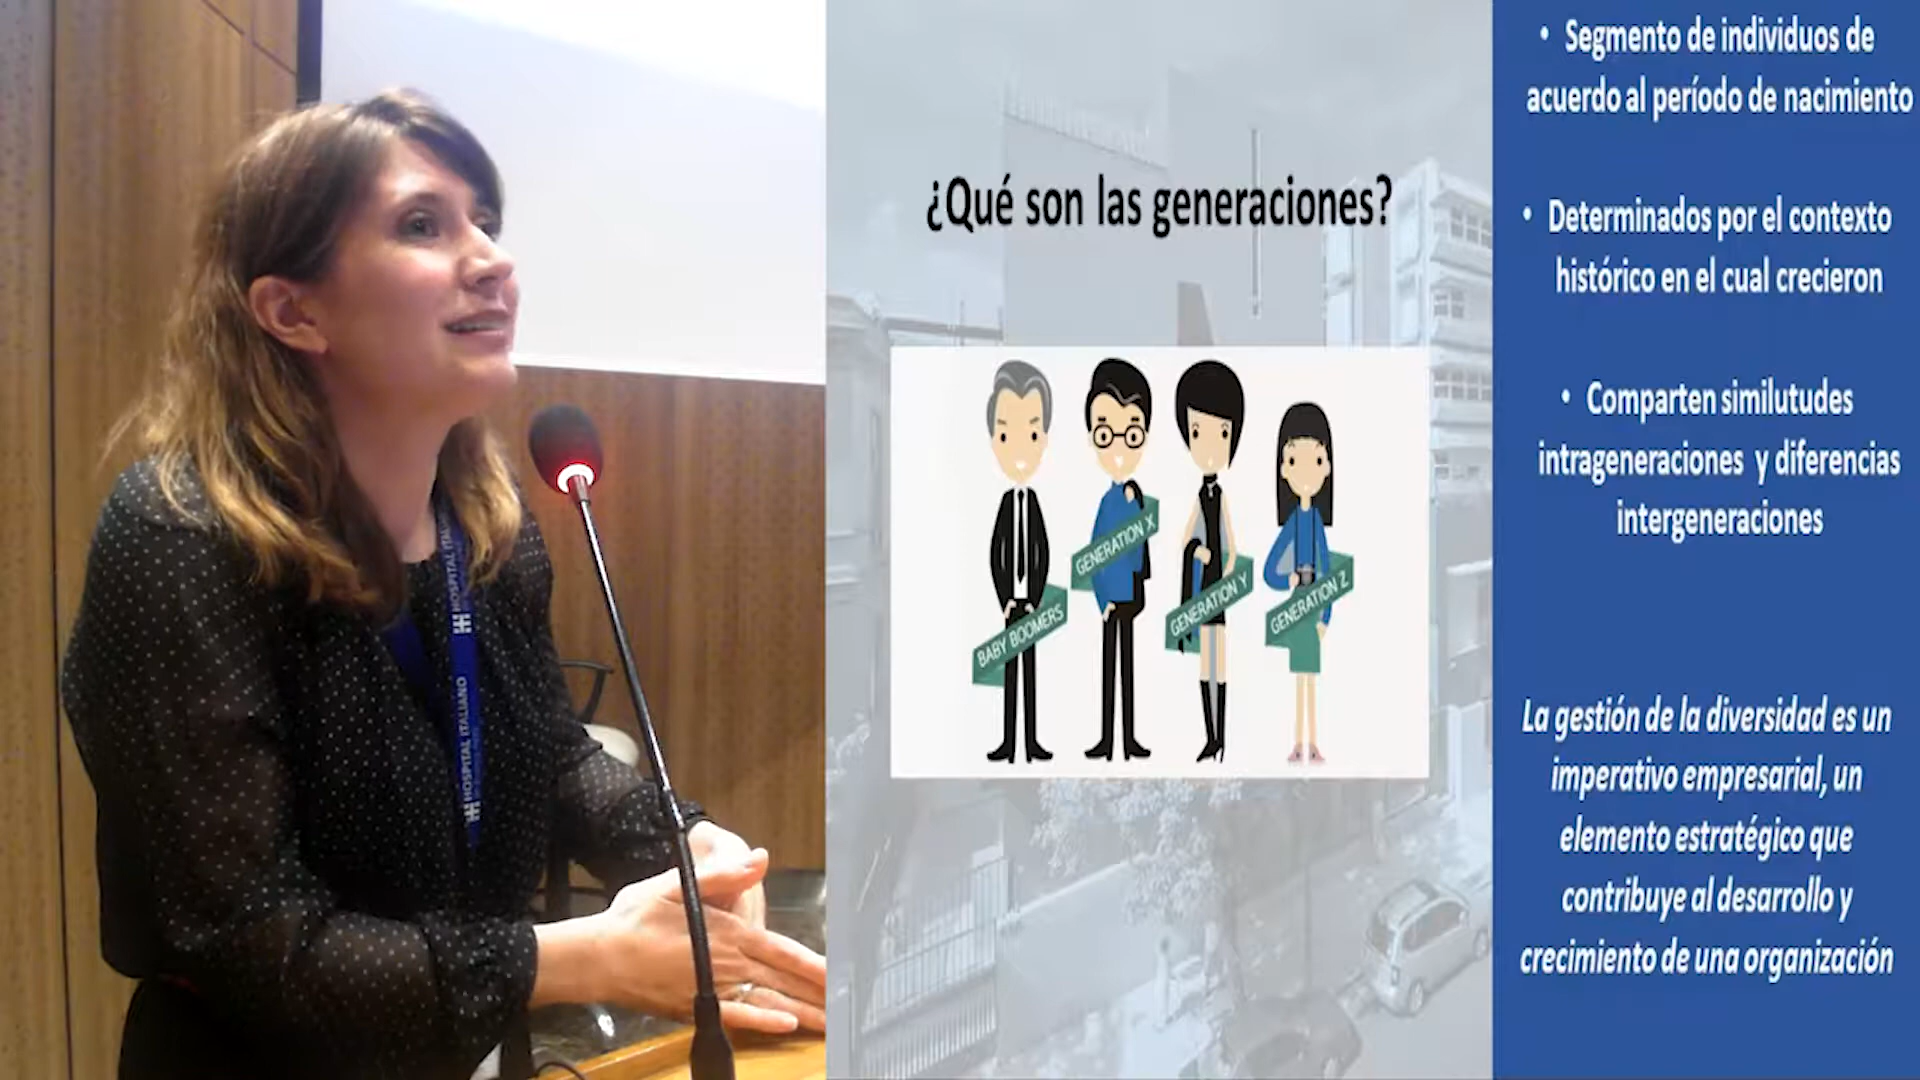 ¿Qué son las generaciones?
BABY BOOMERS
GENERATION X
GENERATION Y
GENERATION Z
• Segmento de individuos de
acuerdo al período de nacimiento
• Determinados por el contexto
histórico en el cual crecieron
• Comparten similutudes
intrageneraciones y diferencias
intergeneraciones
La gestión de la diversidad es un
imperativo empresarial, un
elemento estratégico que
contribuye al desarrollo y
crecimiento de una organización
HOSPITAL ITALIANO